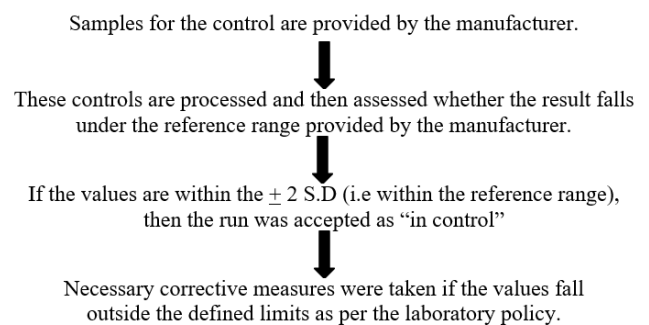 Samples for the control are provided by the manufacturer.
These controls are processed and then assessed whether the result falls
under the reference range provided by the manufacturer.
If the values are within the ± 2 S.D (i.e within the reference range),
then the run was accepted as “in control”
Necessary corrective measures were taken if the values fall
outside the defined limits as per the laboratory policy.